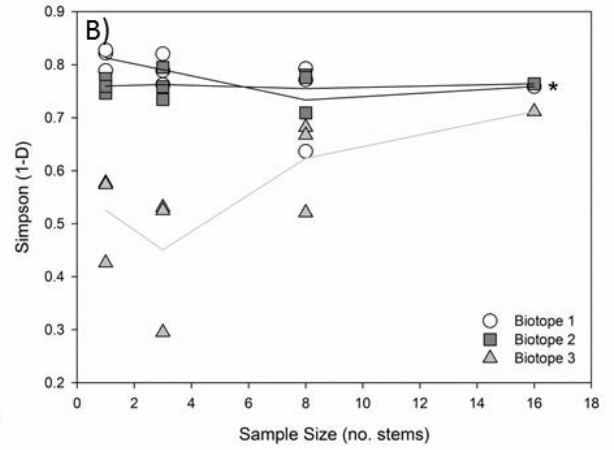 B)
0.9
0.8
0.7
0.6
0.5
0.4
0.3
0.2
Simpson (1-D)
*
Biotope 1
Biotope 2
Biotope 3
0 2 4 6 8 10 12 14 16 18
Sample Size (no. stems)